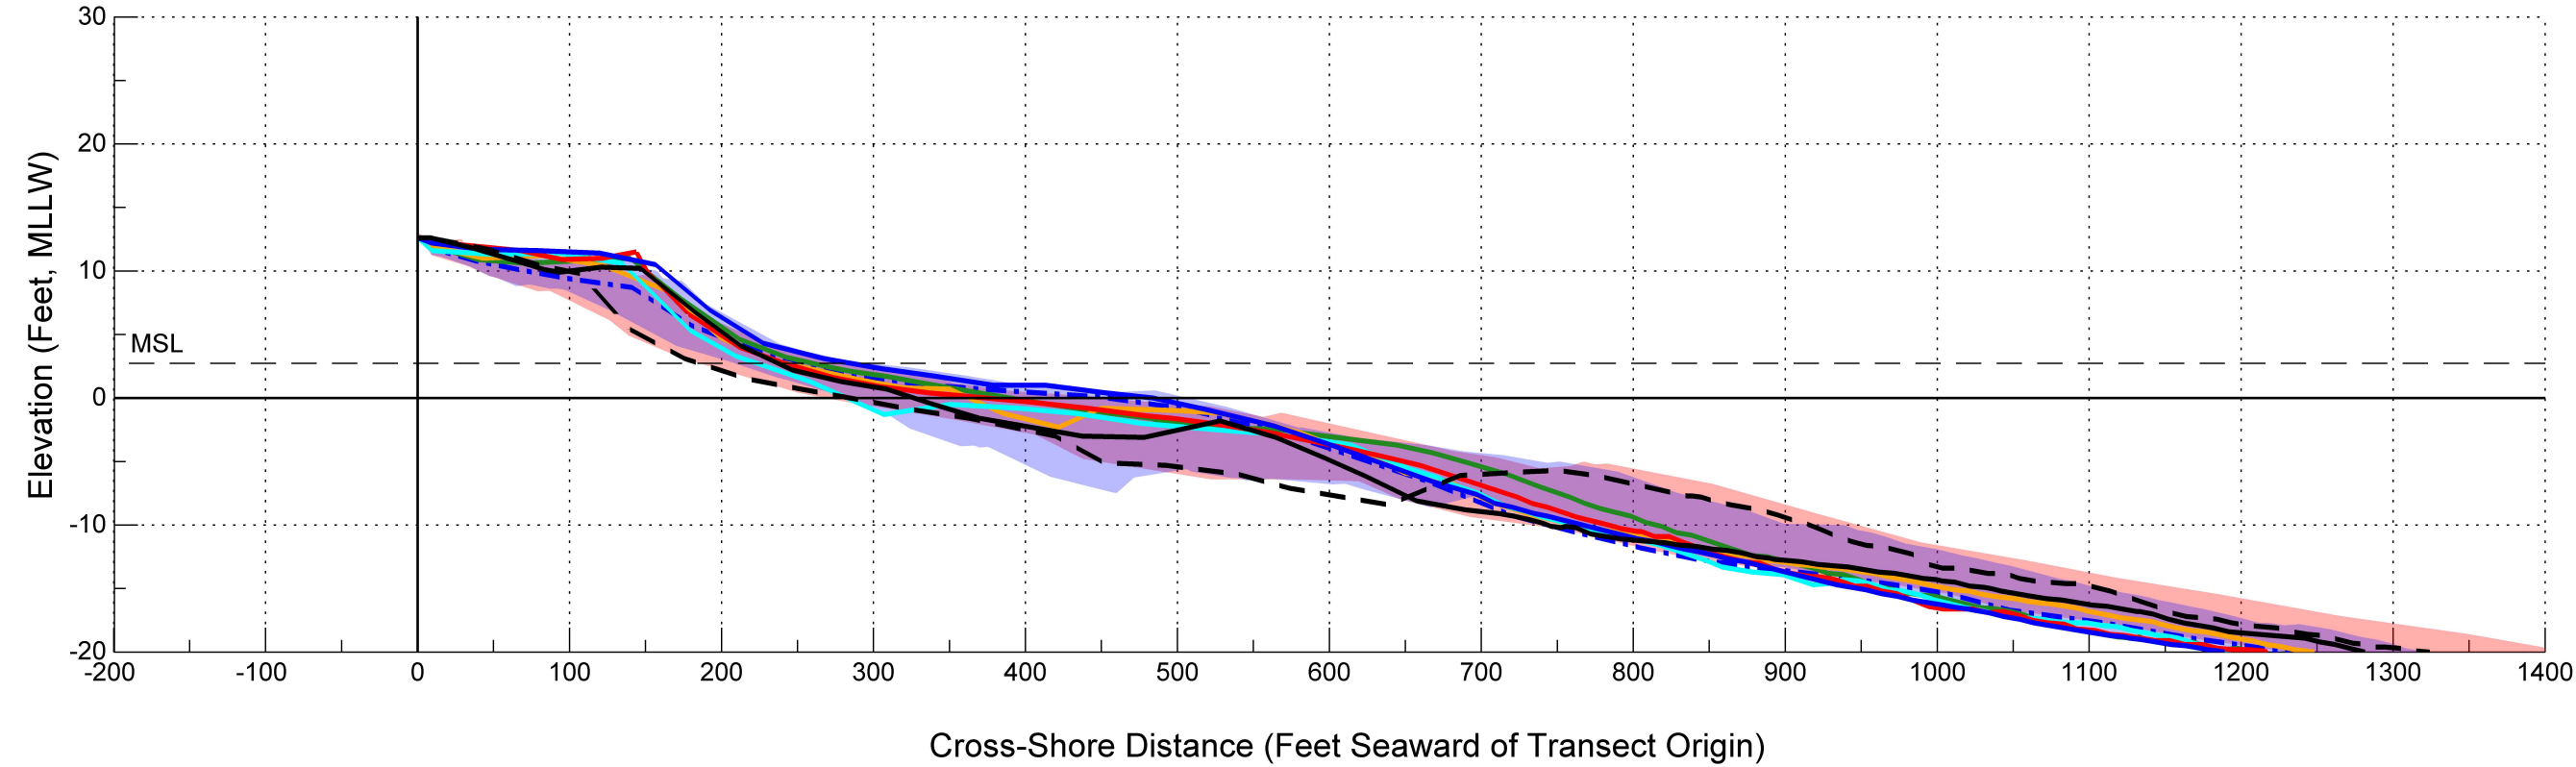 30
20
10
0
-10
-20
Elevation (Feet, MLLW)
MSL
-200 -100 0 100 200 300 400 500 600 700 800 900 1000 1100 1200 1300 1400
Cross-Shore Distance (Feet Seaward of Transect Origin)